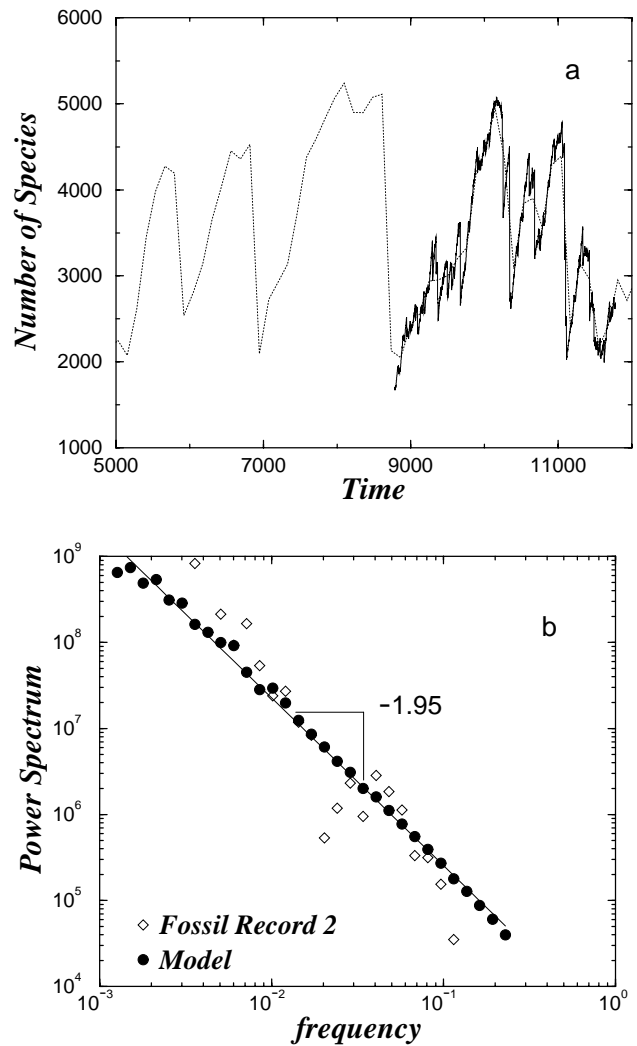 a
6000
5000
4000
3000
2000
1000
Number of Species
5000 7000 9000 11000
Time
b
10^9
10^8
10^7
10^6
10^5
10^4
Power Spectrum
−1.95
Fossil Record 2
Model
10^−3 10^−2 10^−1 10^0
frequency